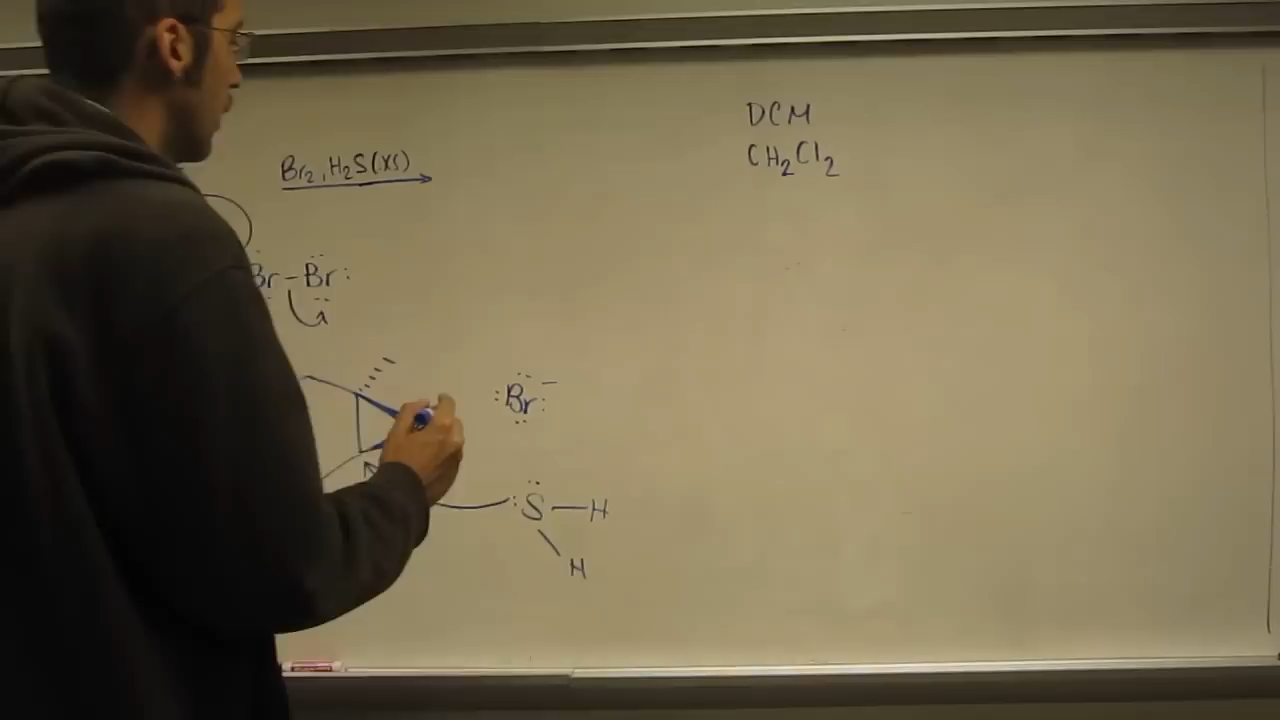 DCM
CH₂Cl₂
Br₂, H₂S(xs)
Br-Br:
:Br:⁻
:S-H
H